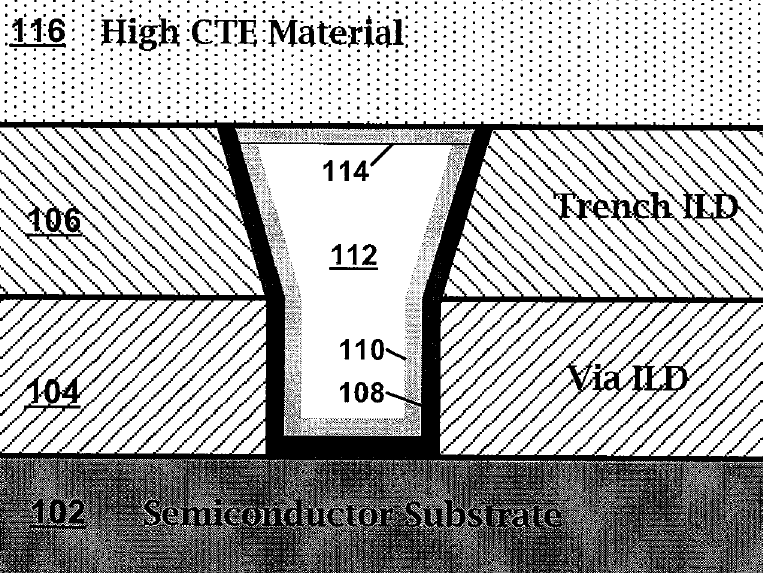 116 High CTE Material
114
106 Trench ILD
112
110
108
104 Via ILD
102 Semiconductor Substrate